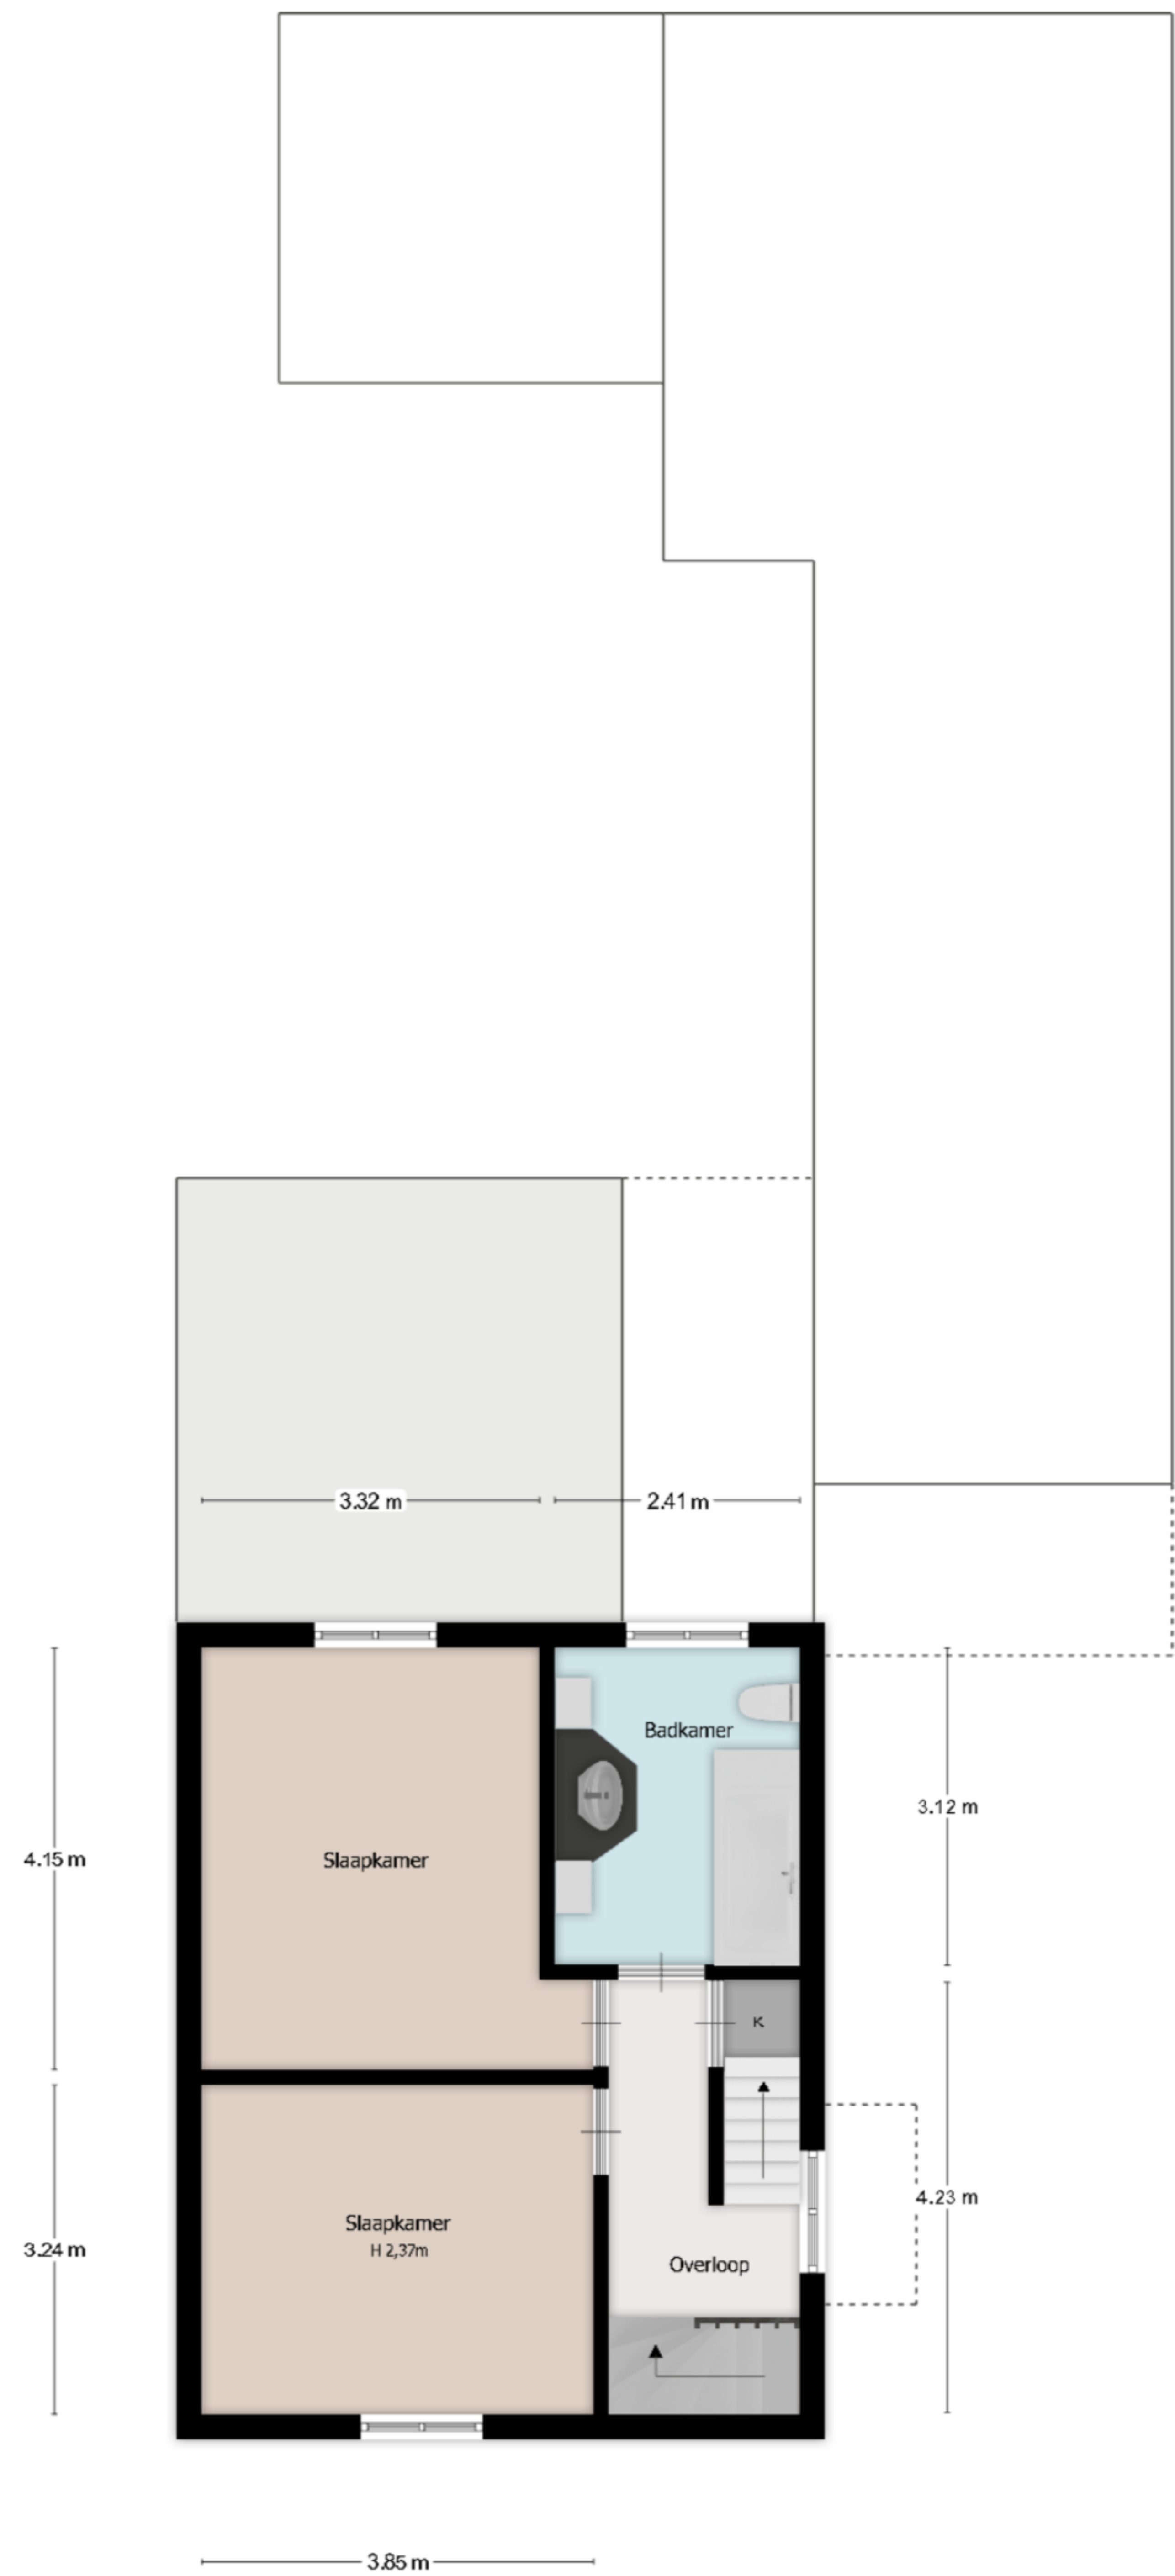 3.32 m
2.41 m
Badkamer
3.12 m
4.15 m
Slaapkamer
K
4.23 m
Slaapkamer
H 2,37m
3.24 m
Overloop
3.85 m